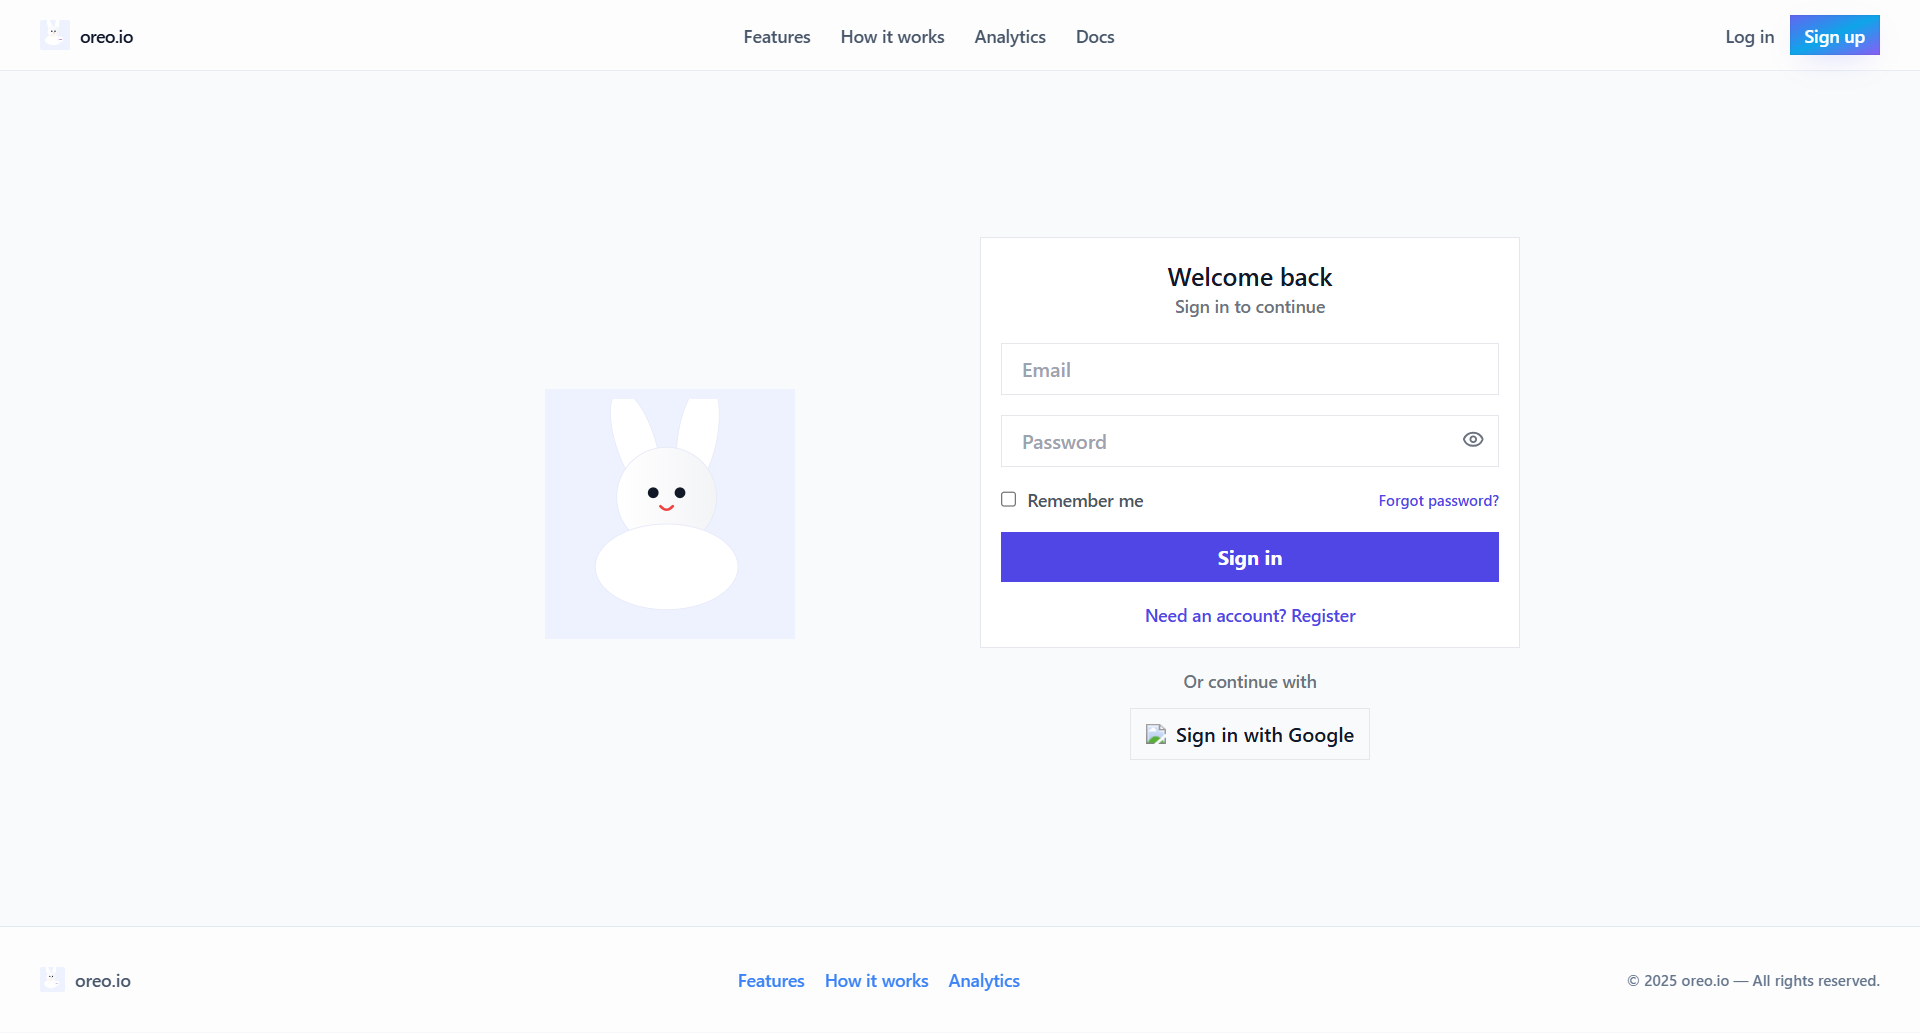 oreo.io
Features
How it works
Analytics
Docs
Log in
Sign up
Welcome back
Sign in to continue
Email
Password
Remember me
Forgot password?
Sign in
Need an account? Register
Or continue with
Sign in with Google
oreo.io
Features
How it works
Analytics
© 2025 oreo.io — All rights reserved.